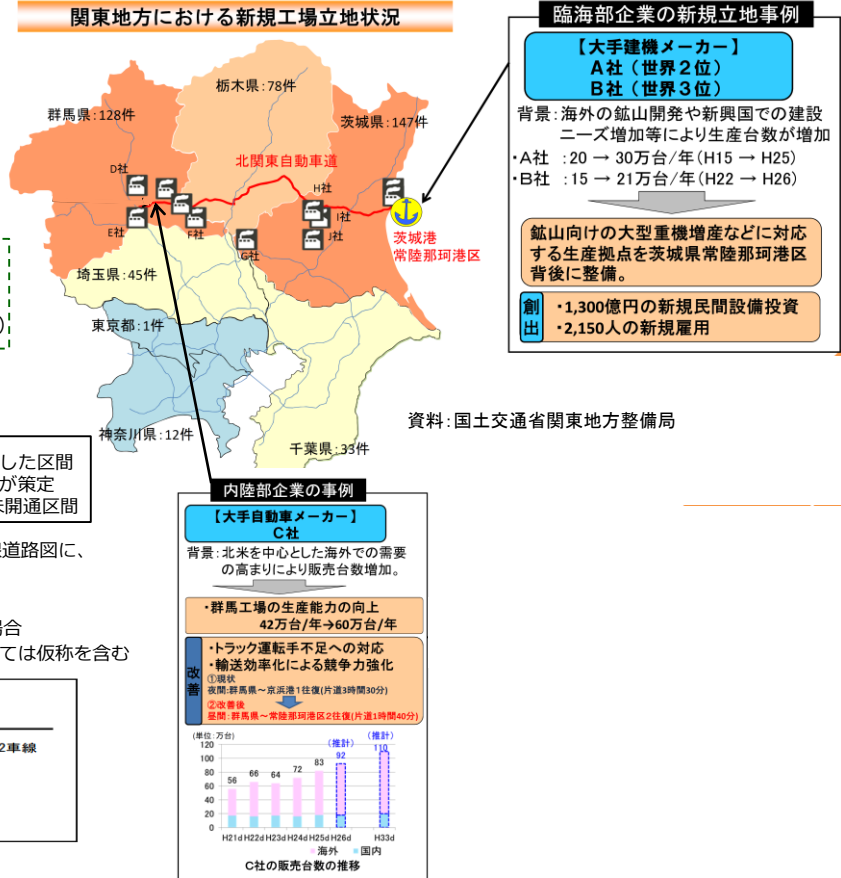 関東地方における新規工場立地状況
栃木県：78件
群馬県：128件
茨城県：147件
北関東自動車道
D社
H社
E社
F社
I社
J社
G社
茨城港
常陸那珂港区
埼玉県：45件
東京都：1件
神奈川県：12件
千葉県：33件
資料：国土交通省関東地方整備局
臨海部企業の新規立地事例
【大手建機メーカー】
A社（世界２位）
B社（世界３位）
背景：海外の鉱山開発や新興国での建設
ニーズ増加等により生産台数が増加
・A社 ：20 → 30万台/年(H15 → H25)
・B社 ：15 → 21万台/年(H22 → H26)
鉱山向けの大型重機増産などに対応
する生産拠点を茨城県常陸那珂港区
背後に整備。
創出
・1,300億円の新規民間設備投資
・2,150人の新規雇用
)
した区間
が策定
未開通区間
道路図に、
場合
ては仮称を含む
2車線
内陸部企業の事例
【大手自動車メーカー】
C社
背景：北米を中心とした海外での需要
の高まりにより販売台数増加。
・群馬工場の生産能力の向上
42万台/年→60万台/年
改善
・トラック運転手不足への対応
・輸送効率化による競争力強化
①現状
夜間:群馬県～京浜港1往復(片道3時間30分)
②改善後
昼間：群馬県～常陸那珂港区2往復(片道1時間40分)
(単位：万台)
（推計） （推計）
120
100
80
60
40
20
0
56 66 64 72 83 92 110
H21d H22d H23d H24d H25d H26d H33d
海外 国内
C社の販売台数の推移